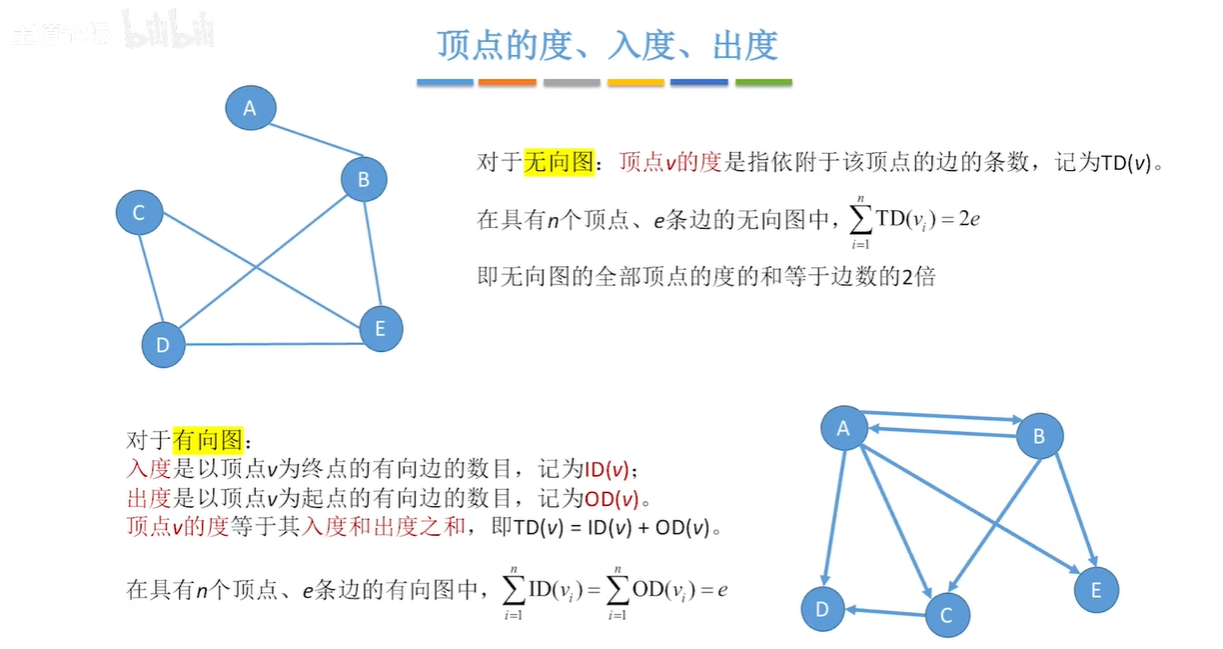 王道论坛 bilibili
顶点的度、入度、出度
A
B
C
D
E
对于无向图：顶点v的度是指依附于该顶点的边的条数，记为TD(v)。
在具有n个顶点、e条边的无向图中，$\sum_{i=1}^{n} \mathrm{TD}(v_i) = 2e$
即无向图的全部顶点的度的和等于边数的2倍
对于有向图：
入度是以顶点v为终点的有向边的数目，记为ID(v)；
出度是以顶点v为起点的有向边的数目，记为OD(v)。
顶点v的度等于其入度和出度之和，即TD(v) = ID(v) + OD(v)。
在具有n个顶点、e条边的有向图中，$\sum_{i=1}^{n} \mathrm{ID}(v_i) = \sum_{i=1}^{n} \mathrm{OD}(v_i) = e$
A
B
E
D
C